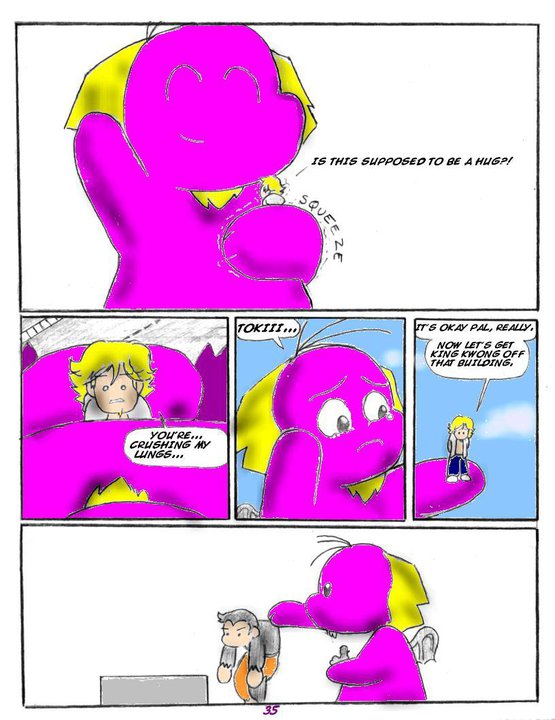 IS THIS SUPPOSED TO BE A HUG?!
SQUEEZE
YOU'RE...
CRUSHING MY
LUNGS...
TOKIII...
IT'S OKAY PAL, REALLY.
NOW LET'S GET
KING KWONG OFF
THAT BUILDING.
35